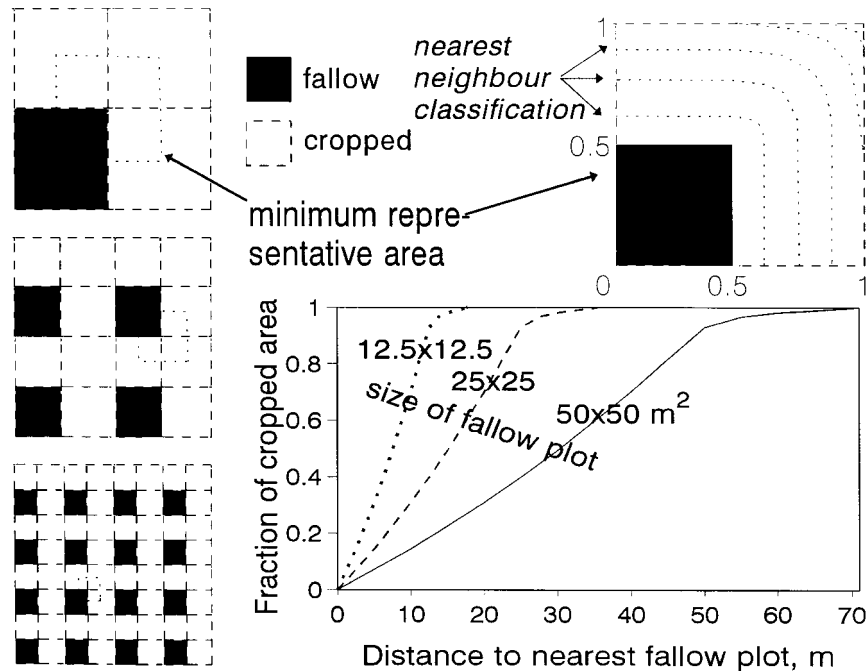 fallow
cropped
minimum repre-
sentative area
nearest
neighbour
classification
1
0.5
0
0.5
1
Fraction of cropped area
1
0.8
0.6
0.4
0.2
0
12.5x12.5
25x25
50x50 m²
size of fallow plot
0
10
20
30
40
50
60
70
Distance to nearest fallow plot, m